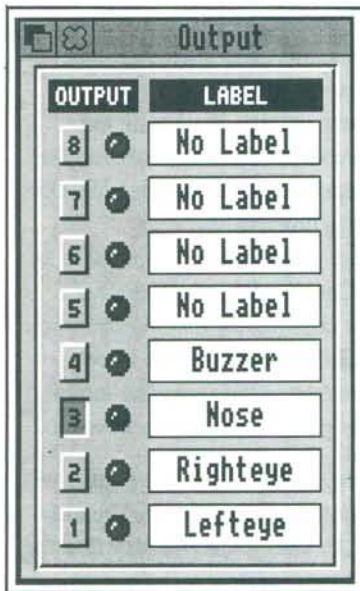 Output
OUTPUT LABEL
8 No Label
7 No Label
6 No Label
5 No Label
4 Buzzer
3 Nose
2 Righteye
1 Lefteye